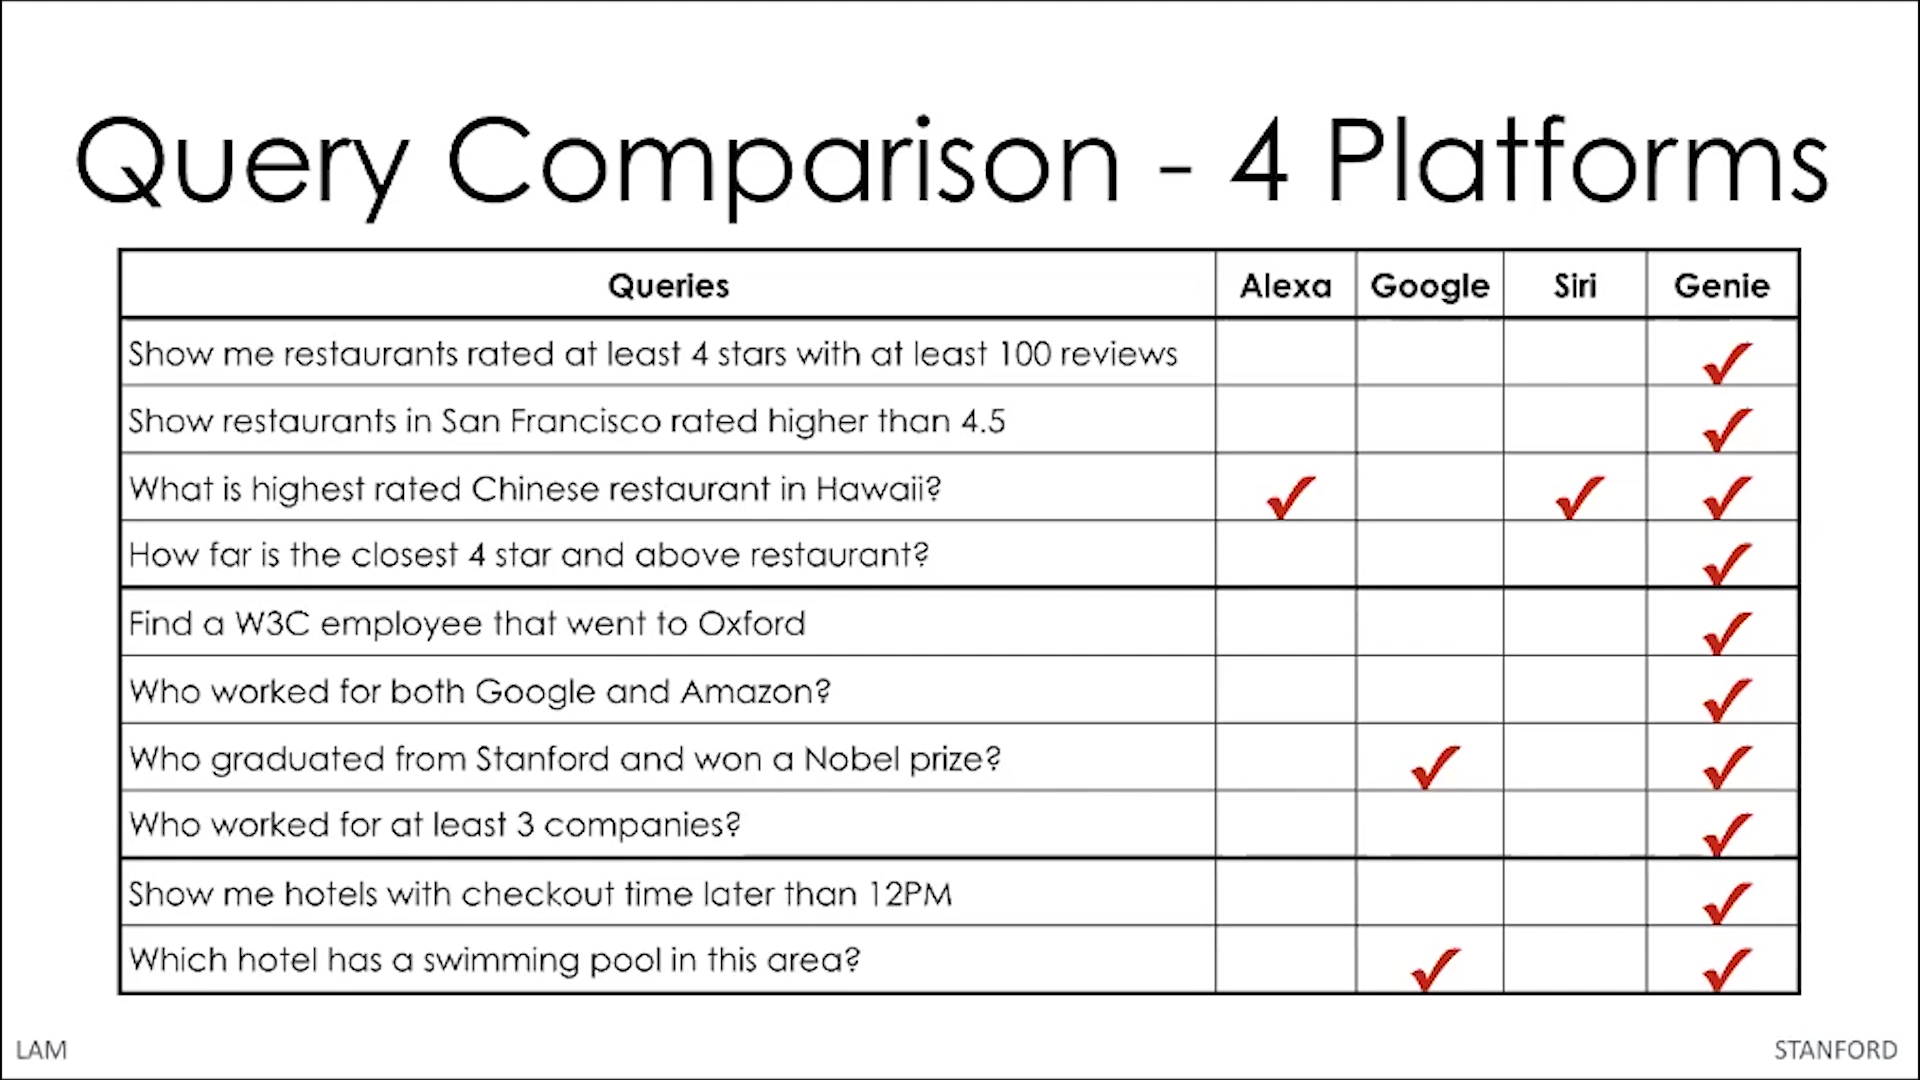 Query Comparison - 4 Platforms
Queries Alexa Google Siri Genie
Show me restaurants rated at least 4 stars with at least 100 reviews ✓
Show restaurants in San Francisco rated higher than 4.5 ✓
What is highest rated Chinese restaurant in Hawaii? ✓ ✓ ✓
How far is the closest 4 star and above restaurant? ✓
Find a W3C employee that went to Oxford ✓
Who worked for both Google and Amazon? ✓
Who graduated from Stanford and won a Nobel prize? ✓ ✓
Who worked for at least 3 companies? ✓
Show me hotels with checkout time later than 12PM ✓
Which hotel has a swimming pool in this area? ✓ ✓
LAM STANFORD